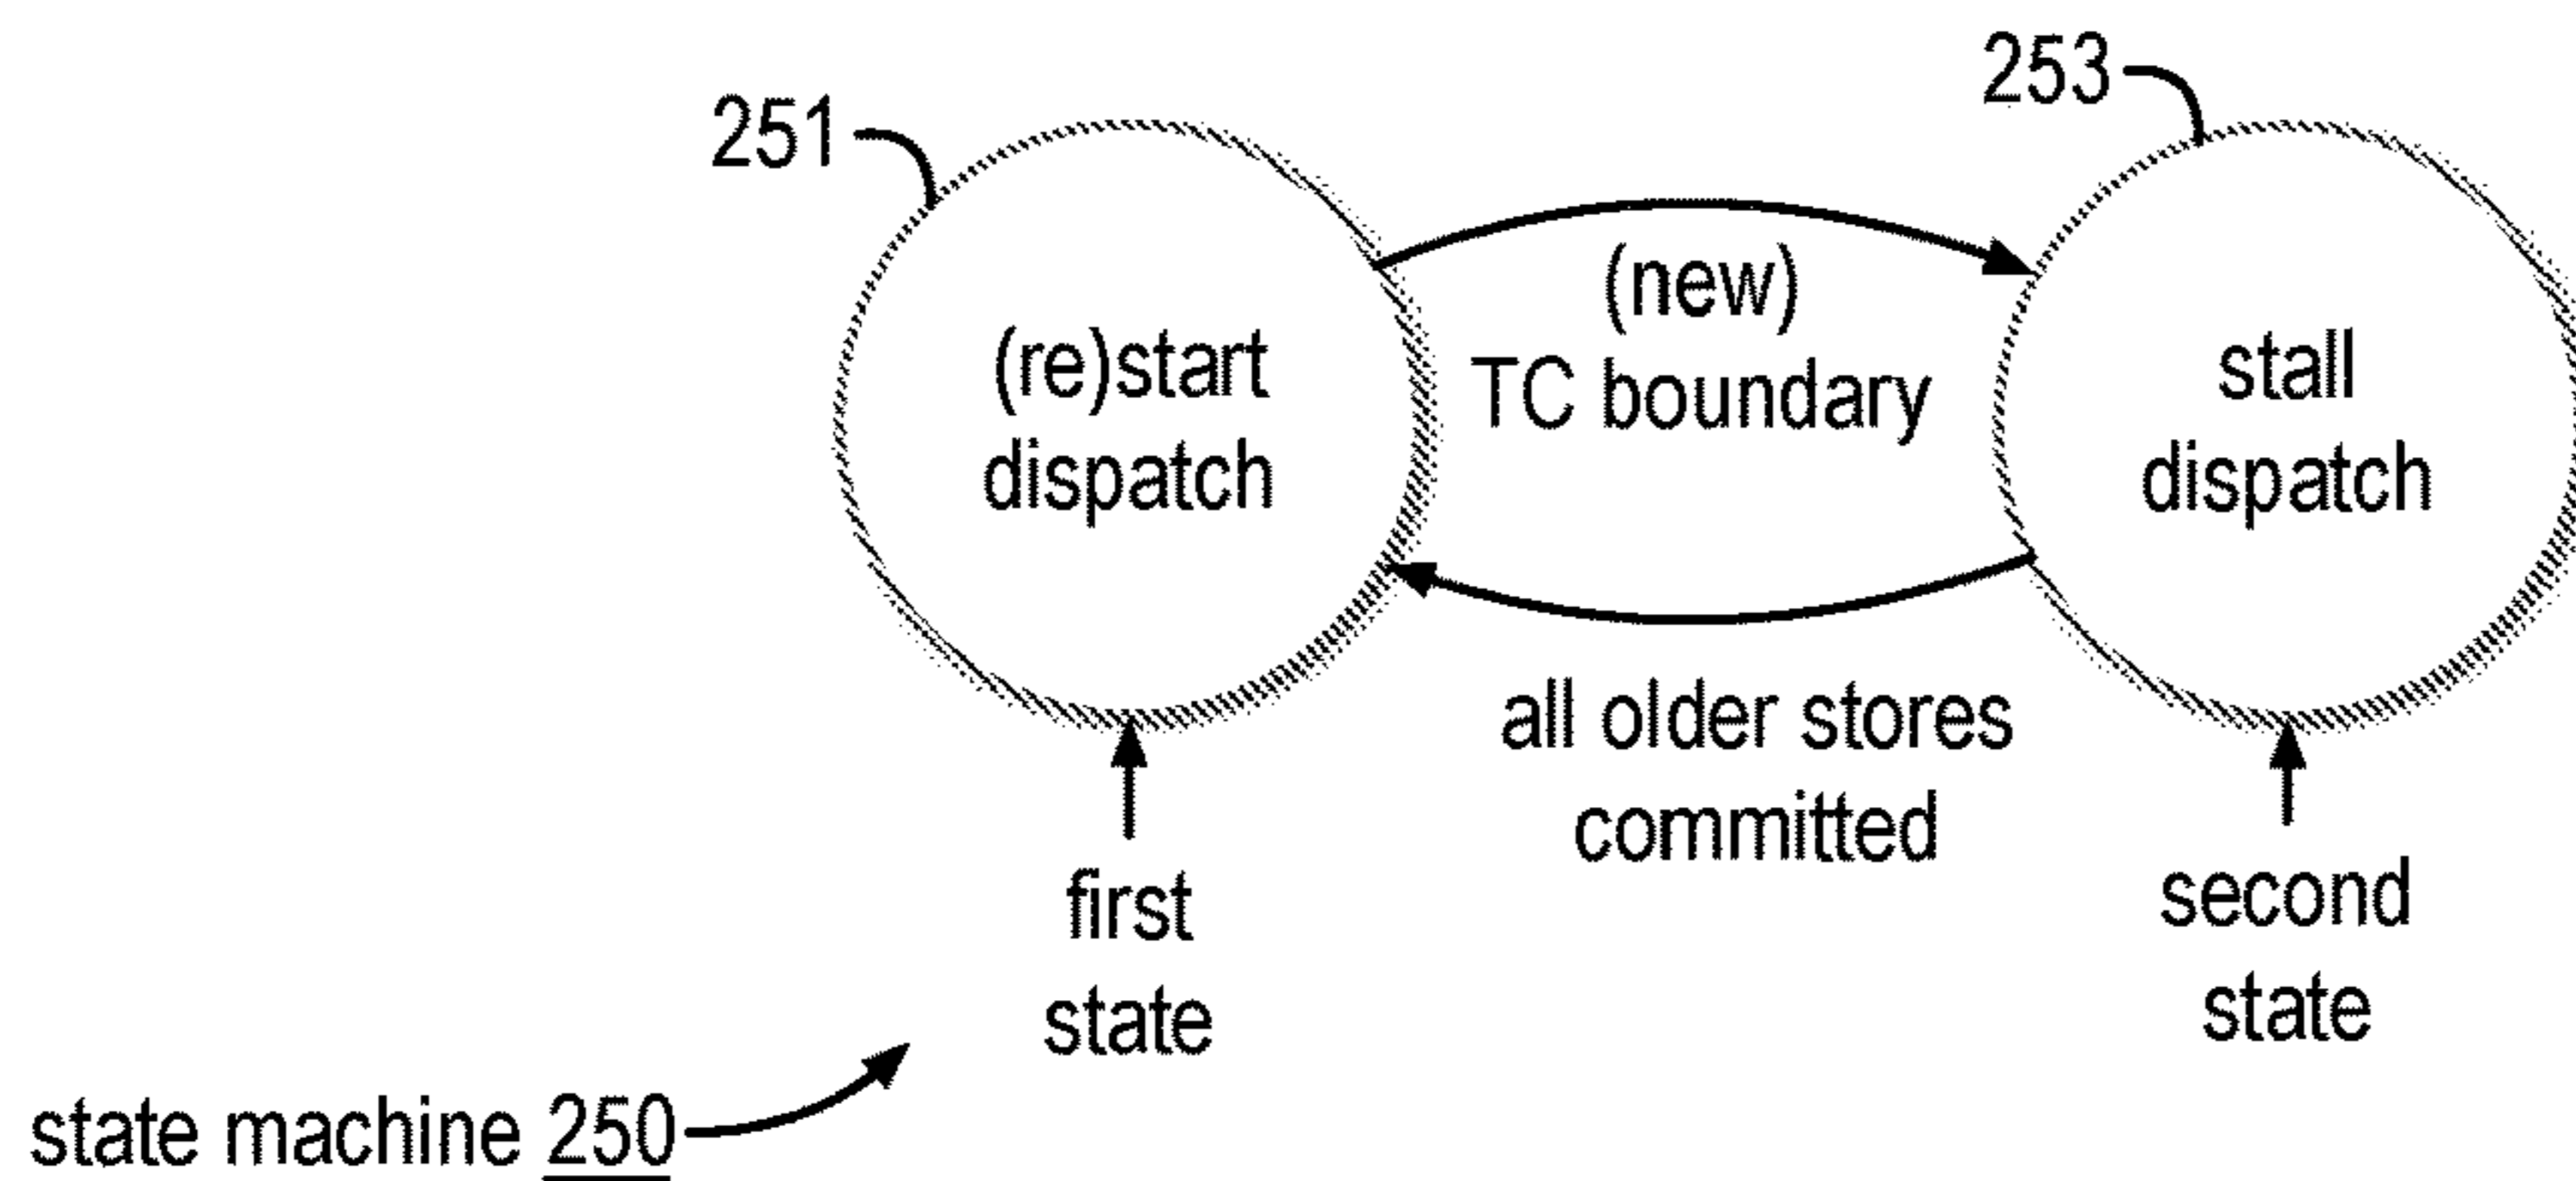 251
253
(re)start
dispatch
(new)
TC boundary
stall
dispatch
all older stores
committed
first
state
second
state
state machine 250